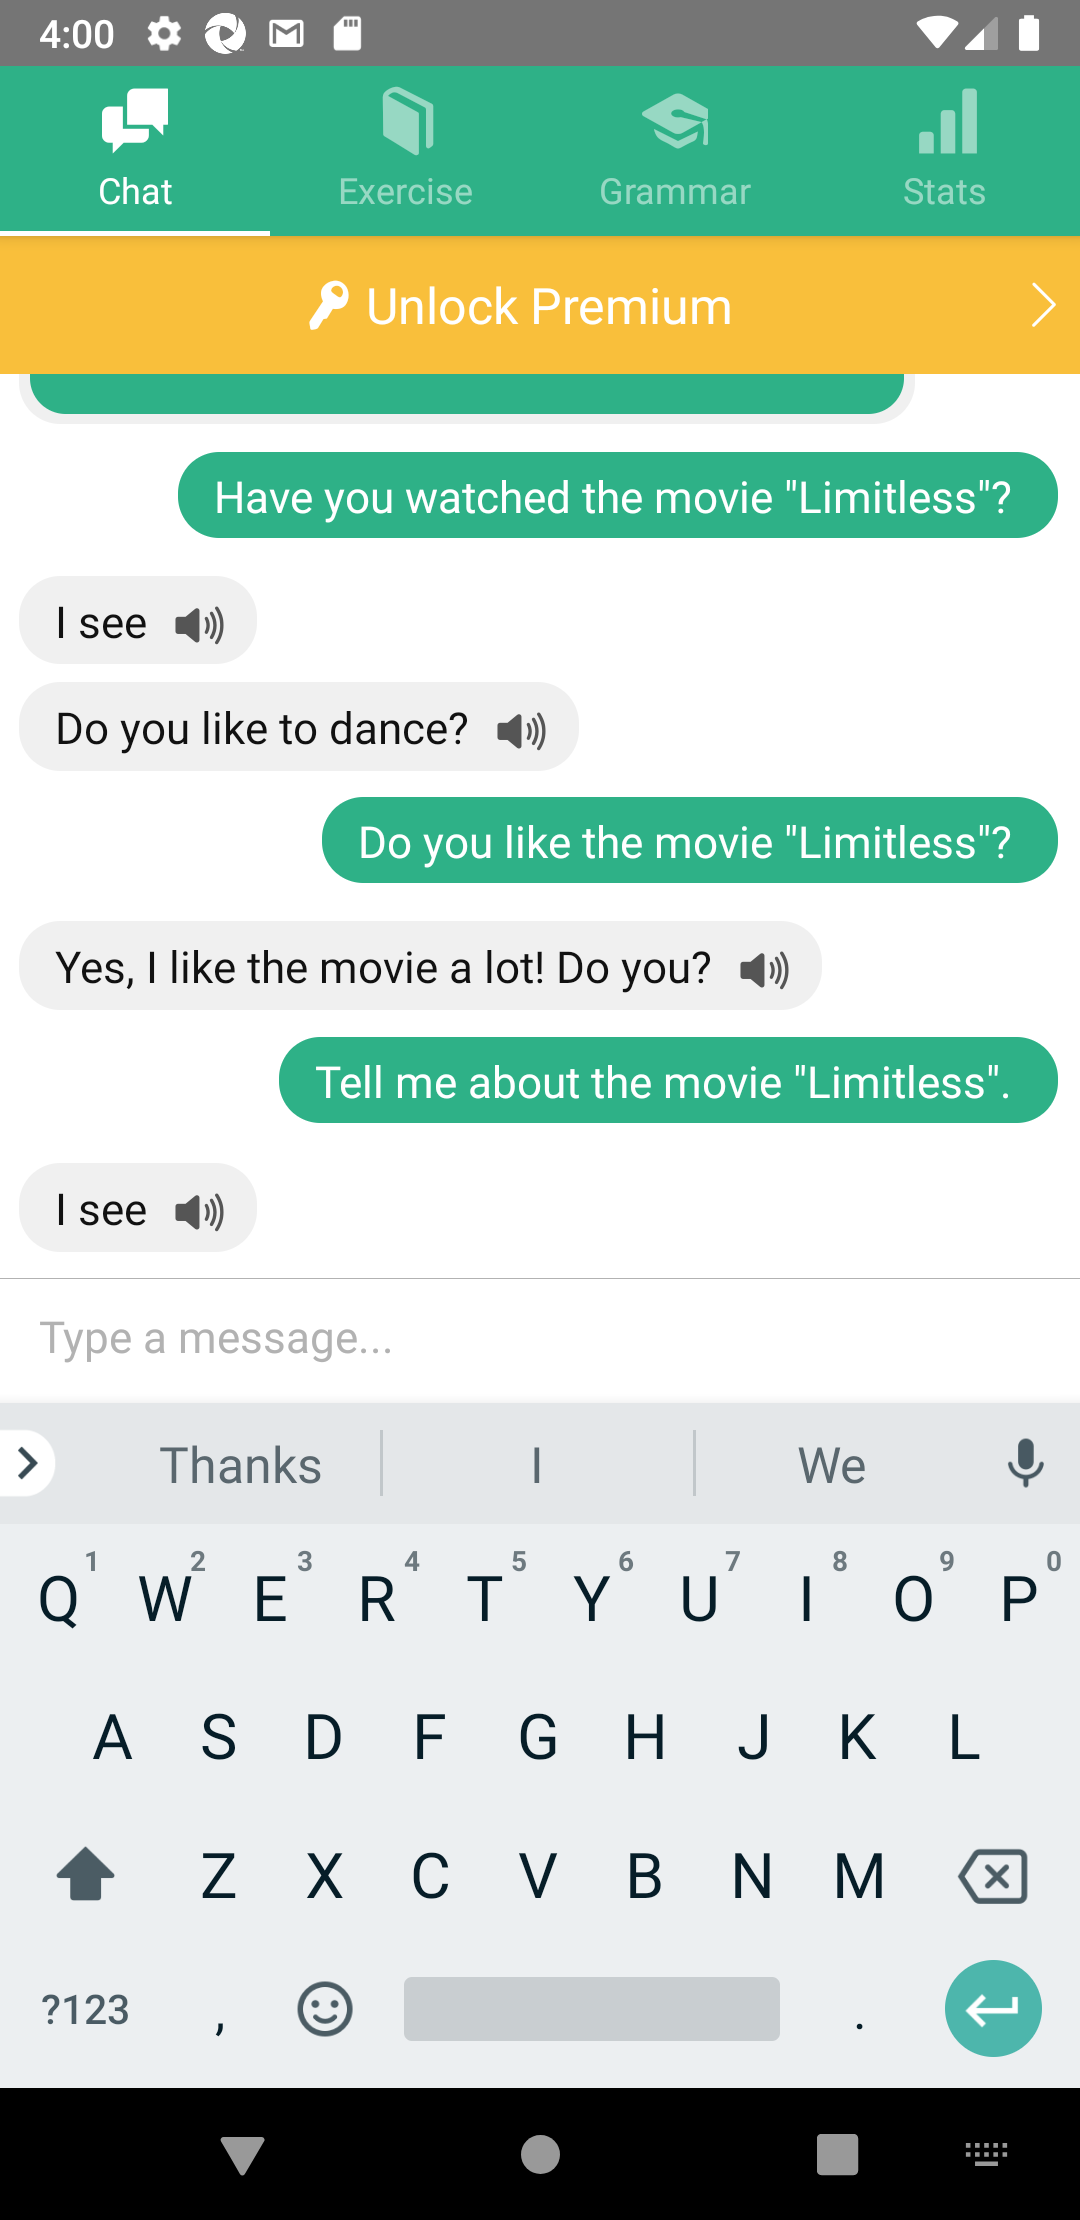 4:00
Chat
Exercise
Grammar
Stats
Unlock Premium
Have you watched the movie "Limitless"?
I see
Do you like to dance?
Do you like the movie "Limitless"?
Yes, I like the movie a lot! Do you?
Tell me about the movie "Limitless".
I see
Type a message...
Thanks I We
1 2 3 4 5 6 7 8 9 0
Q W E R T Y U I O P
A S D F G H J K L
Z X C V B N M
?123 , .